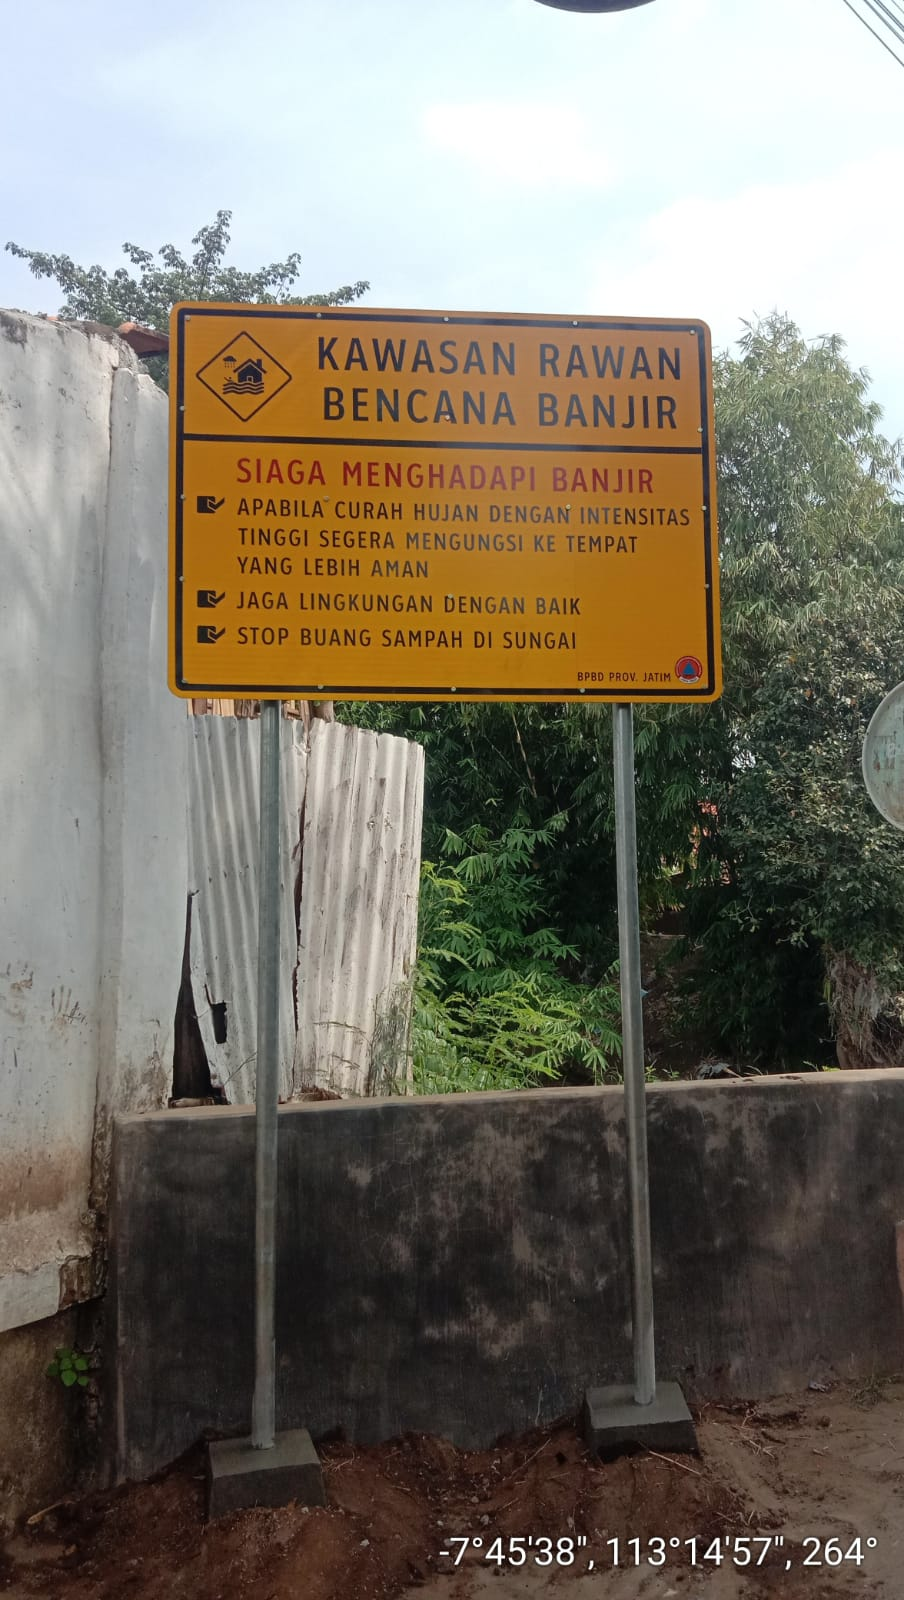 KAWASAN RAWAN
BENCANA BANJIR
SIAGA MENGHADAPI BANJIR
APABILA CURAH HUJAN DENGAN INTENSITAS
TINGGI SEGERA MENGUNGSI KE TEMPAT
YANG LEBIH AMAN
JAGA LINGKUNGAN DENGAN BAIK
STOP BUANG SAMPAH DI SUNGAI
BPBD PROV. JATIM
-7°45'38", 113°14'57", 264°